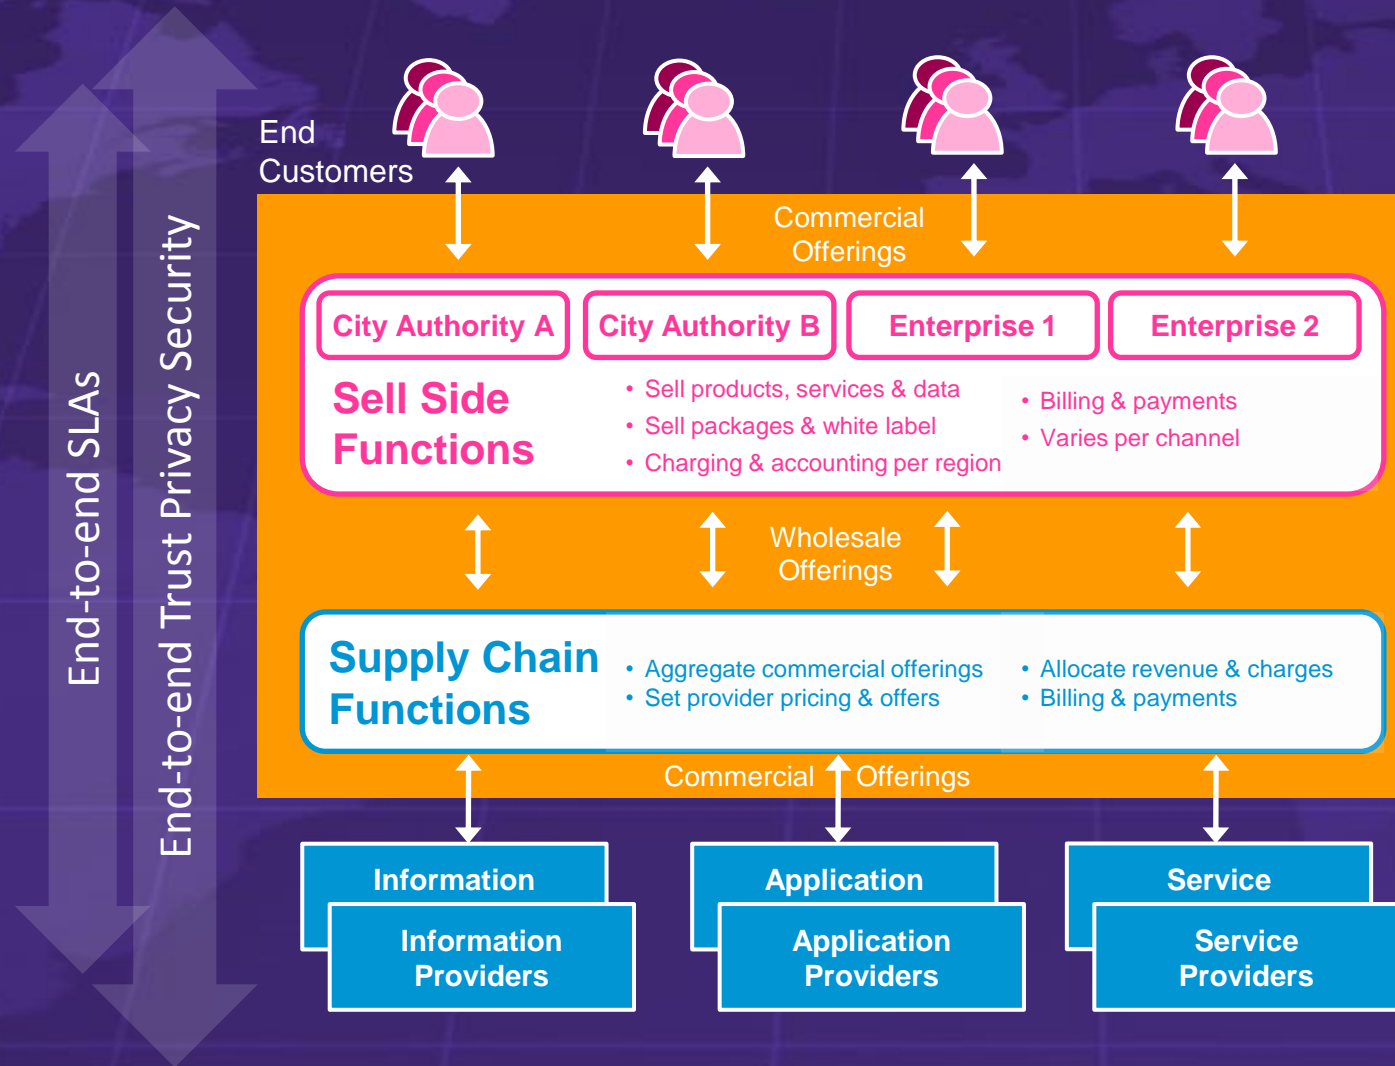 End-to-end SLAs
End-to-end Trust Privacy Security
End
Customers
Commercial
Offerings
City Authority A
City Authority B
Enterprise 1
Enterprise 2
Sell Side
Functions
• Sell products, services & data
• Sell packages & white label
• Charging & accounting per region
• Billing & payments
• Varies per channel
Wholesale
Offerings
Supply Chain
Functions
• Aggregate commercial offerings
• Set provider pricing & offers
• Allocate revenue & charges
• Billing & payments
Commercial Offerings
Information
Information
Providers
Application
Application
Providers
Service
Service
Providers